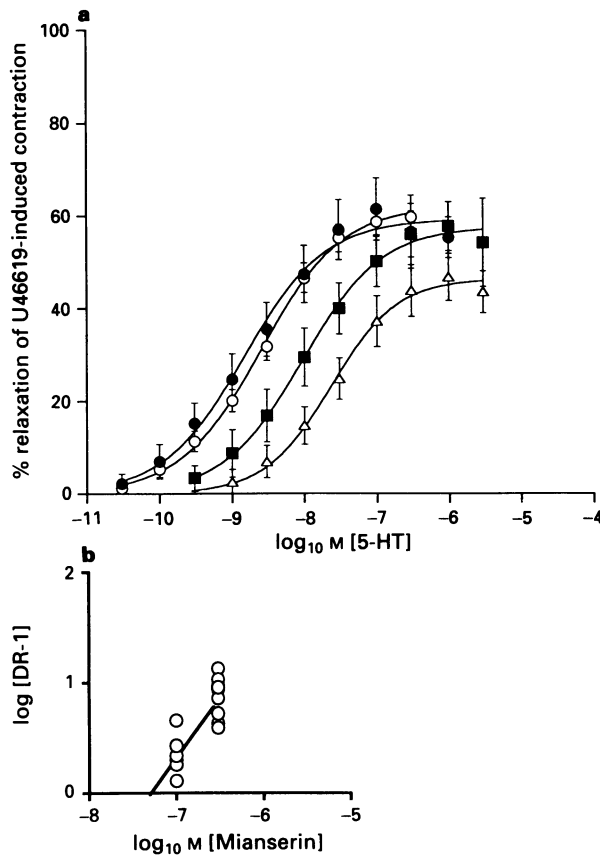 a
% relaxation of U46619-induced contraction
100
80
60
40
20
0
−11 −10 −9 −8 −7 −6 −5 −4
log₁₀ M [5-HT]
b
log [DR-1]
2
1
0
−8 −7 −6 −5
log₁₀ M [Mianserin]